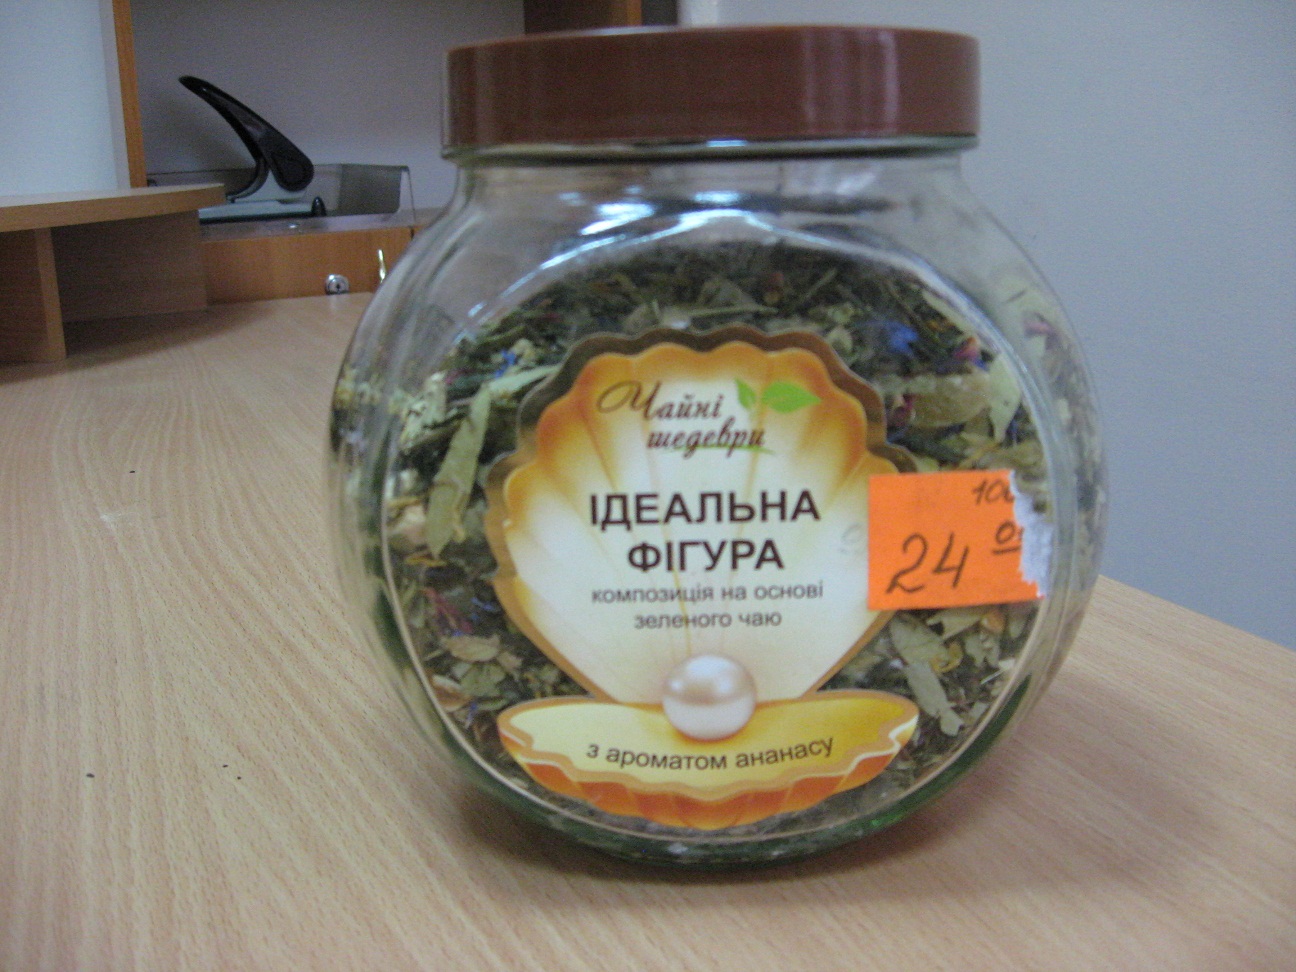 Чайні
шедеври
ІДЕАЛЬНА
ФІГУРА
композиція на основі
зеленого чаю
з ароматом ананасу
24